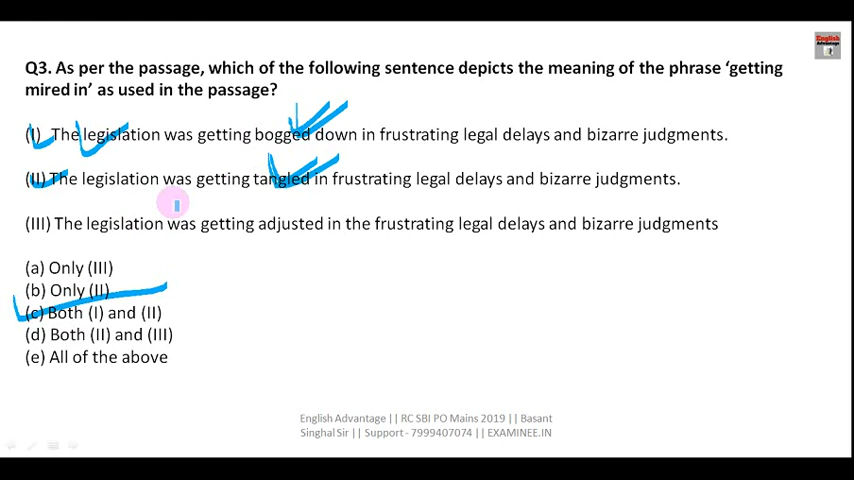 English
Advantage
Q3. As per the passage, which of the following sentence depicts the meaning of the phrase ‘getting
mired in’ as used in the passage?
(I) The legislation was getting bogged down in frustrating legal delays and bizarre judgments.
(II) The legislation was getting tangled in frustrating legal delays and bizarre judgments.
(III) The legislation was getting adjusted in the frustrating legal delays and bizarre judgments
(a) Only (III)
(b) Only (II)
(c) Both (I) and (II)
(d) Both (II) and (III)
(e) All of the above
English Advantage || RC SBI PO Mains 2019 || Basant
Singhal Sir || Support - 7999407074 || EXAMINEE.IN